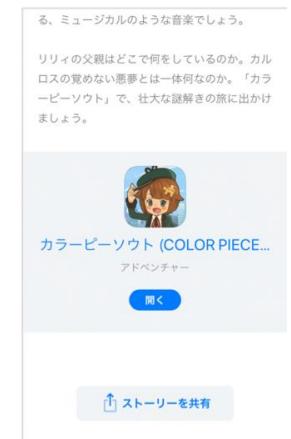 る、ミュージカルのような音楽でしょう。
リリィの父親はどこで何をしているのか。カル
ロスの覚めない悪夢とは一体何なのか。「カラ
ーピーソウト」で、壮大な謎解きの旅に出かけ
ましょう。
カラーピーソウト (COLOR PIECE...
アドベンチャー
開く
ストーリーを共有